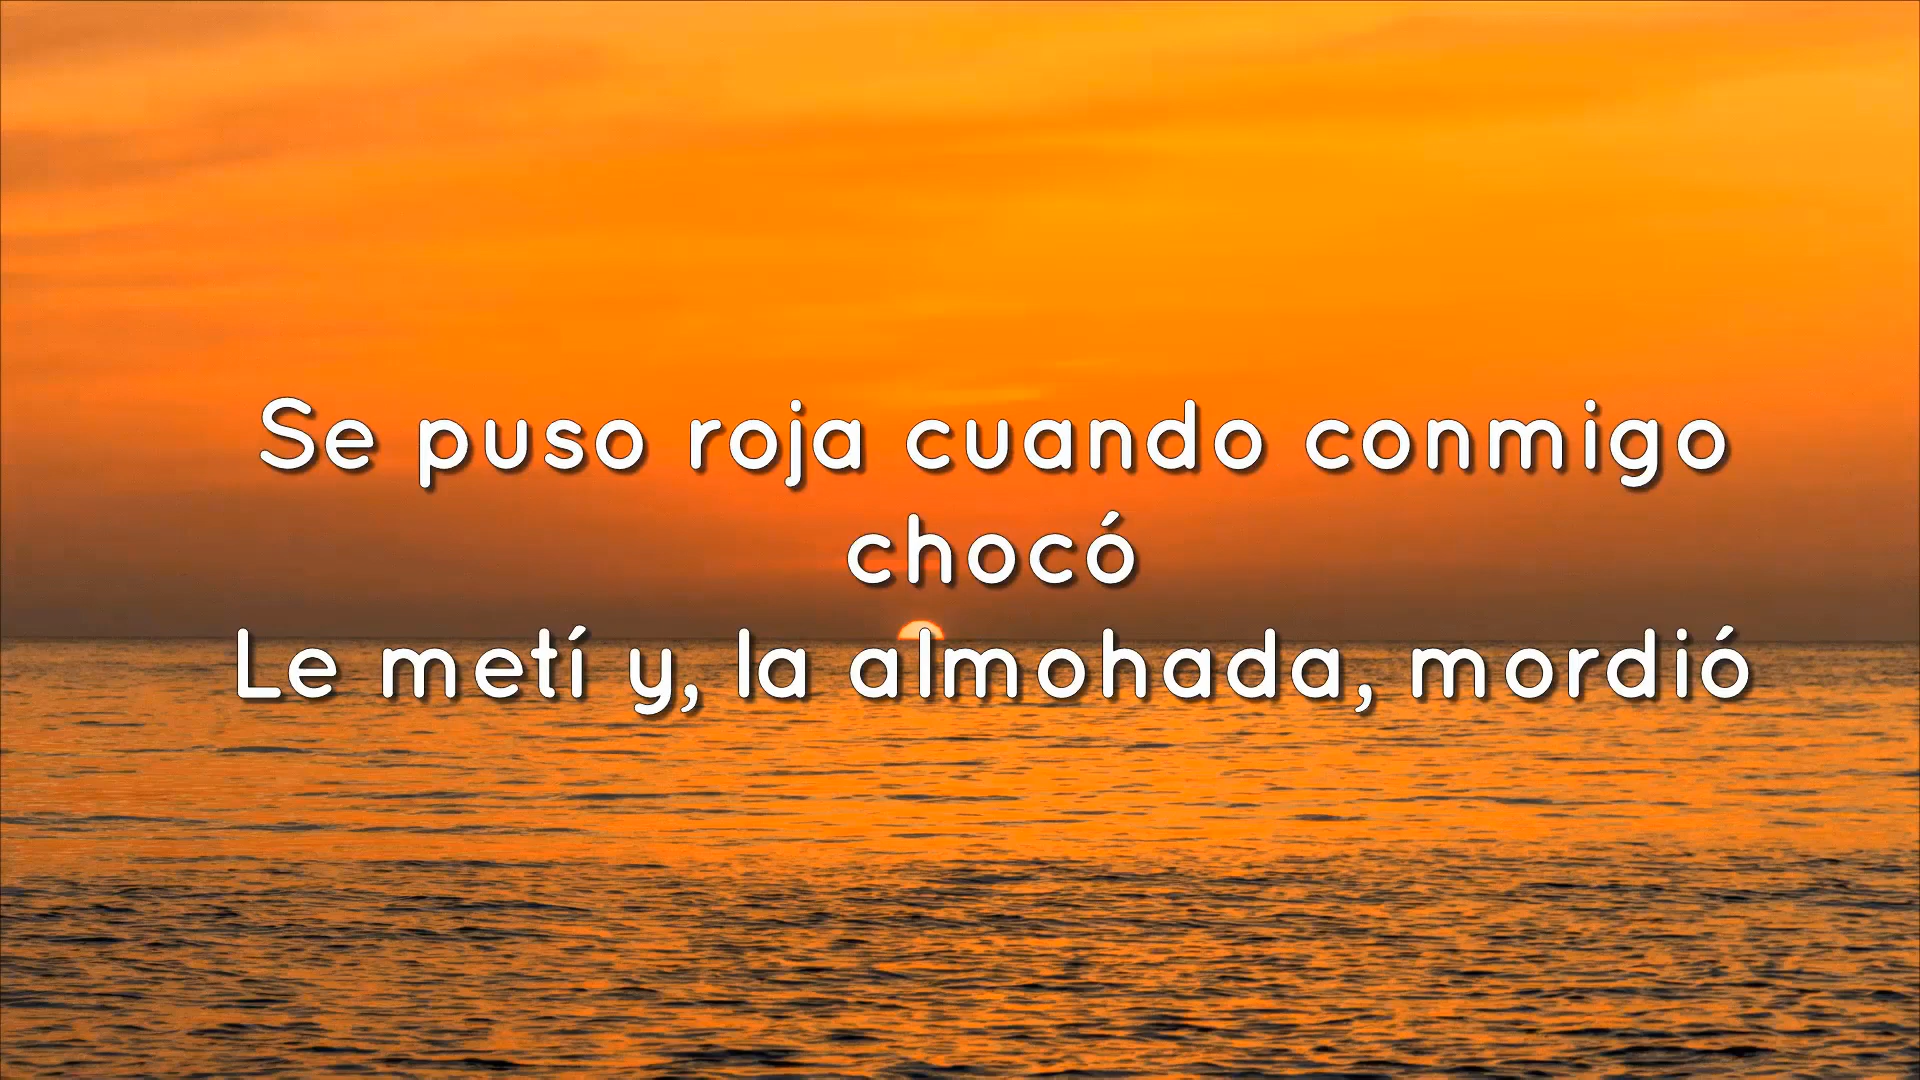 Se puso roja cuando conmigo
chocó
Le metí y, la almohada, mordió